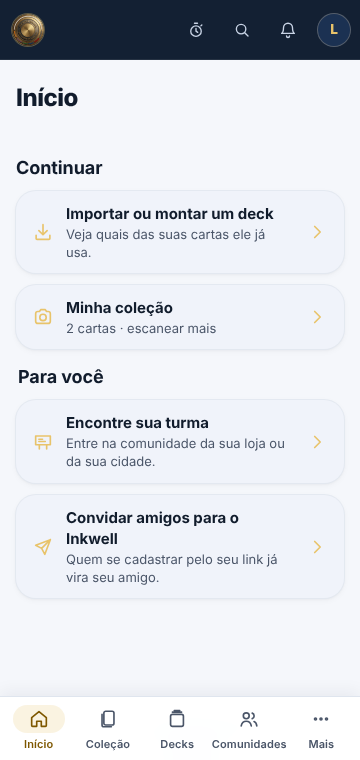 L
Início
Continuar
Importar ou montar um deck
Veja quais das suas cartas ele já
usa.
Minha coleção
2 cartas · escanear mais
Para você
Encontre sua turma
Entre na comunidade da sua loja ou
da sua cidade.
Convidar amigos para o
Inkwell
Quem se cadastrar pelo seu link já
vira seu amigo.
Início
Coleção
Decks
Comunidades
Mais